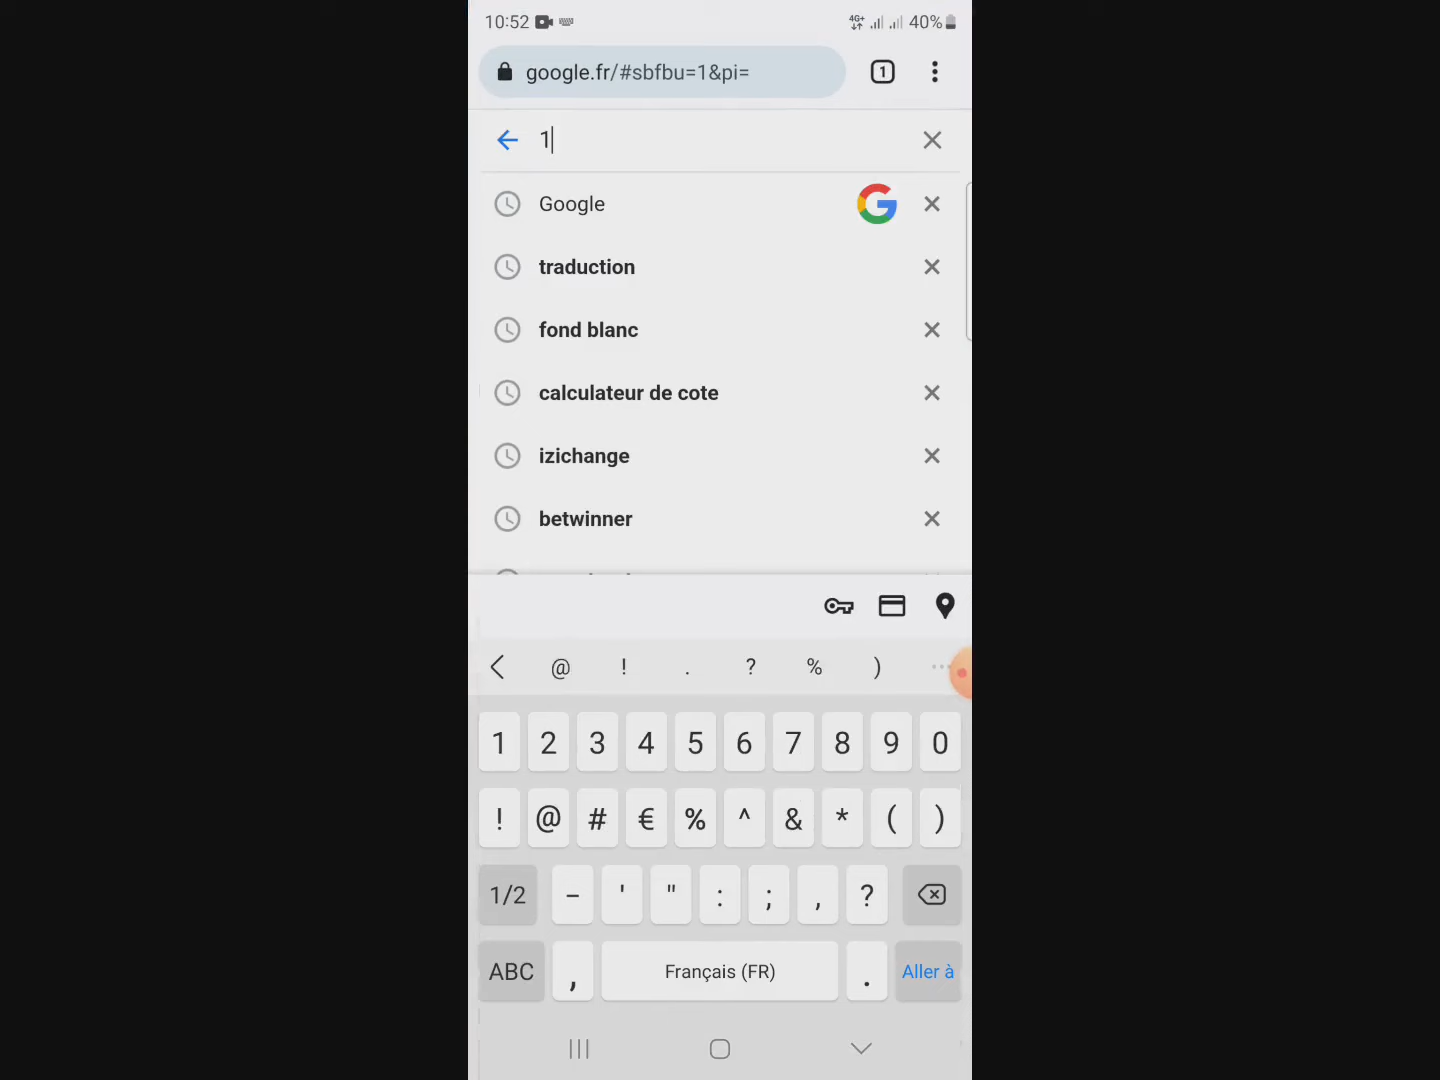 10:52
4G+ 40%
google.fr/#sbfbu=1&pi=
1
1
Google
traduction
fond blanc
calculateur de cote
izichange
betwinner
@ ! . ? % ) ...
1 2 3 4 5 6 7 8 9 0
! @ # € % ^ & * ( )
1/2 - ' " : ; , ?
ABC , Français (FR) . Aller à